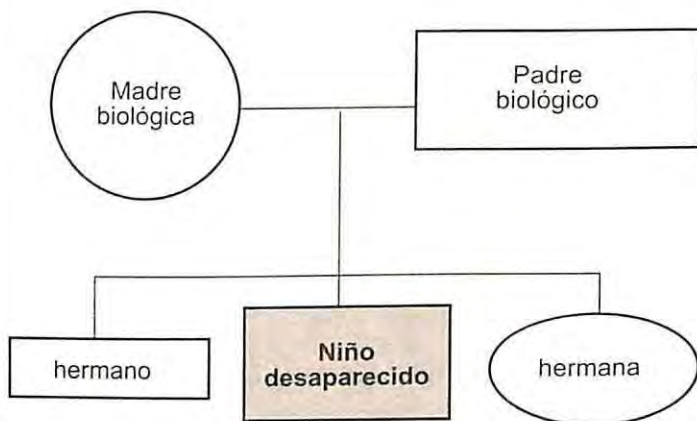 Madre
biológica
Padre
biológico
hermano
Niño
desaparecido
hermana